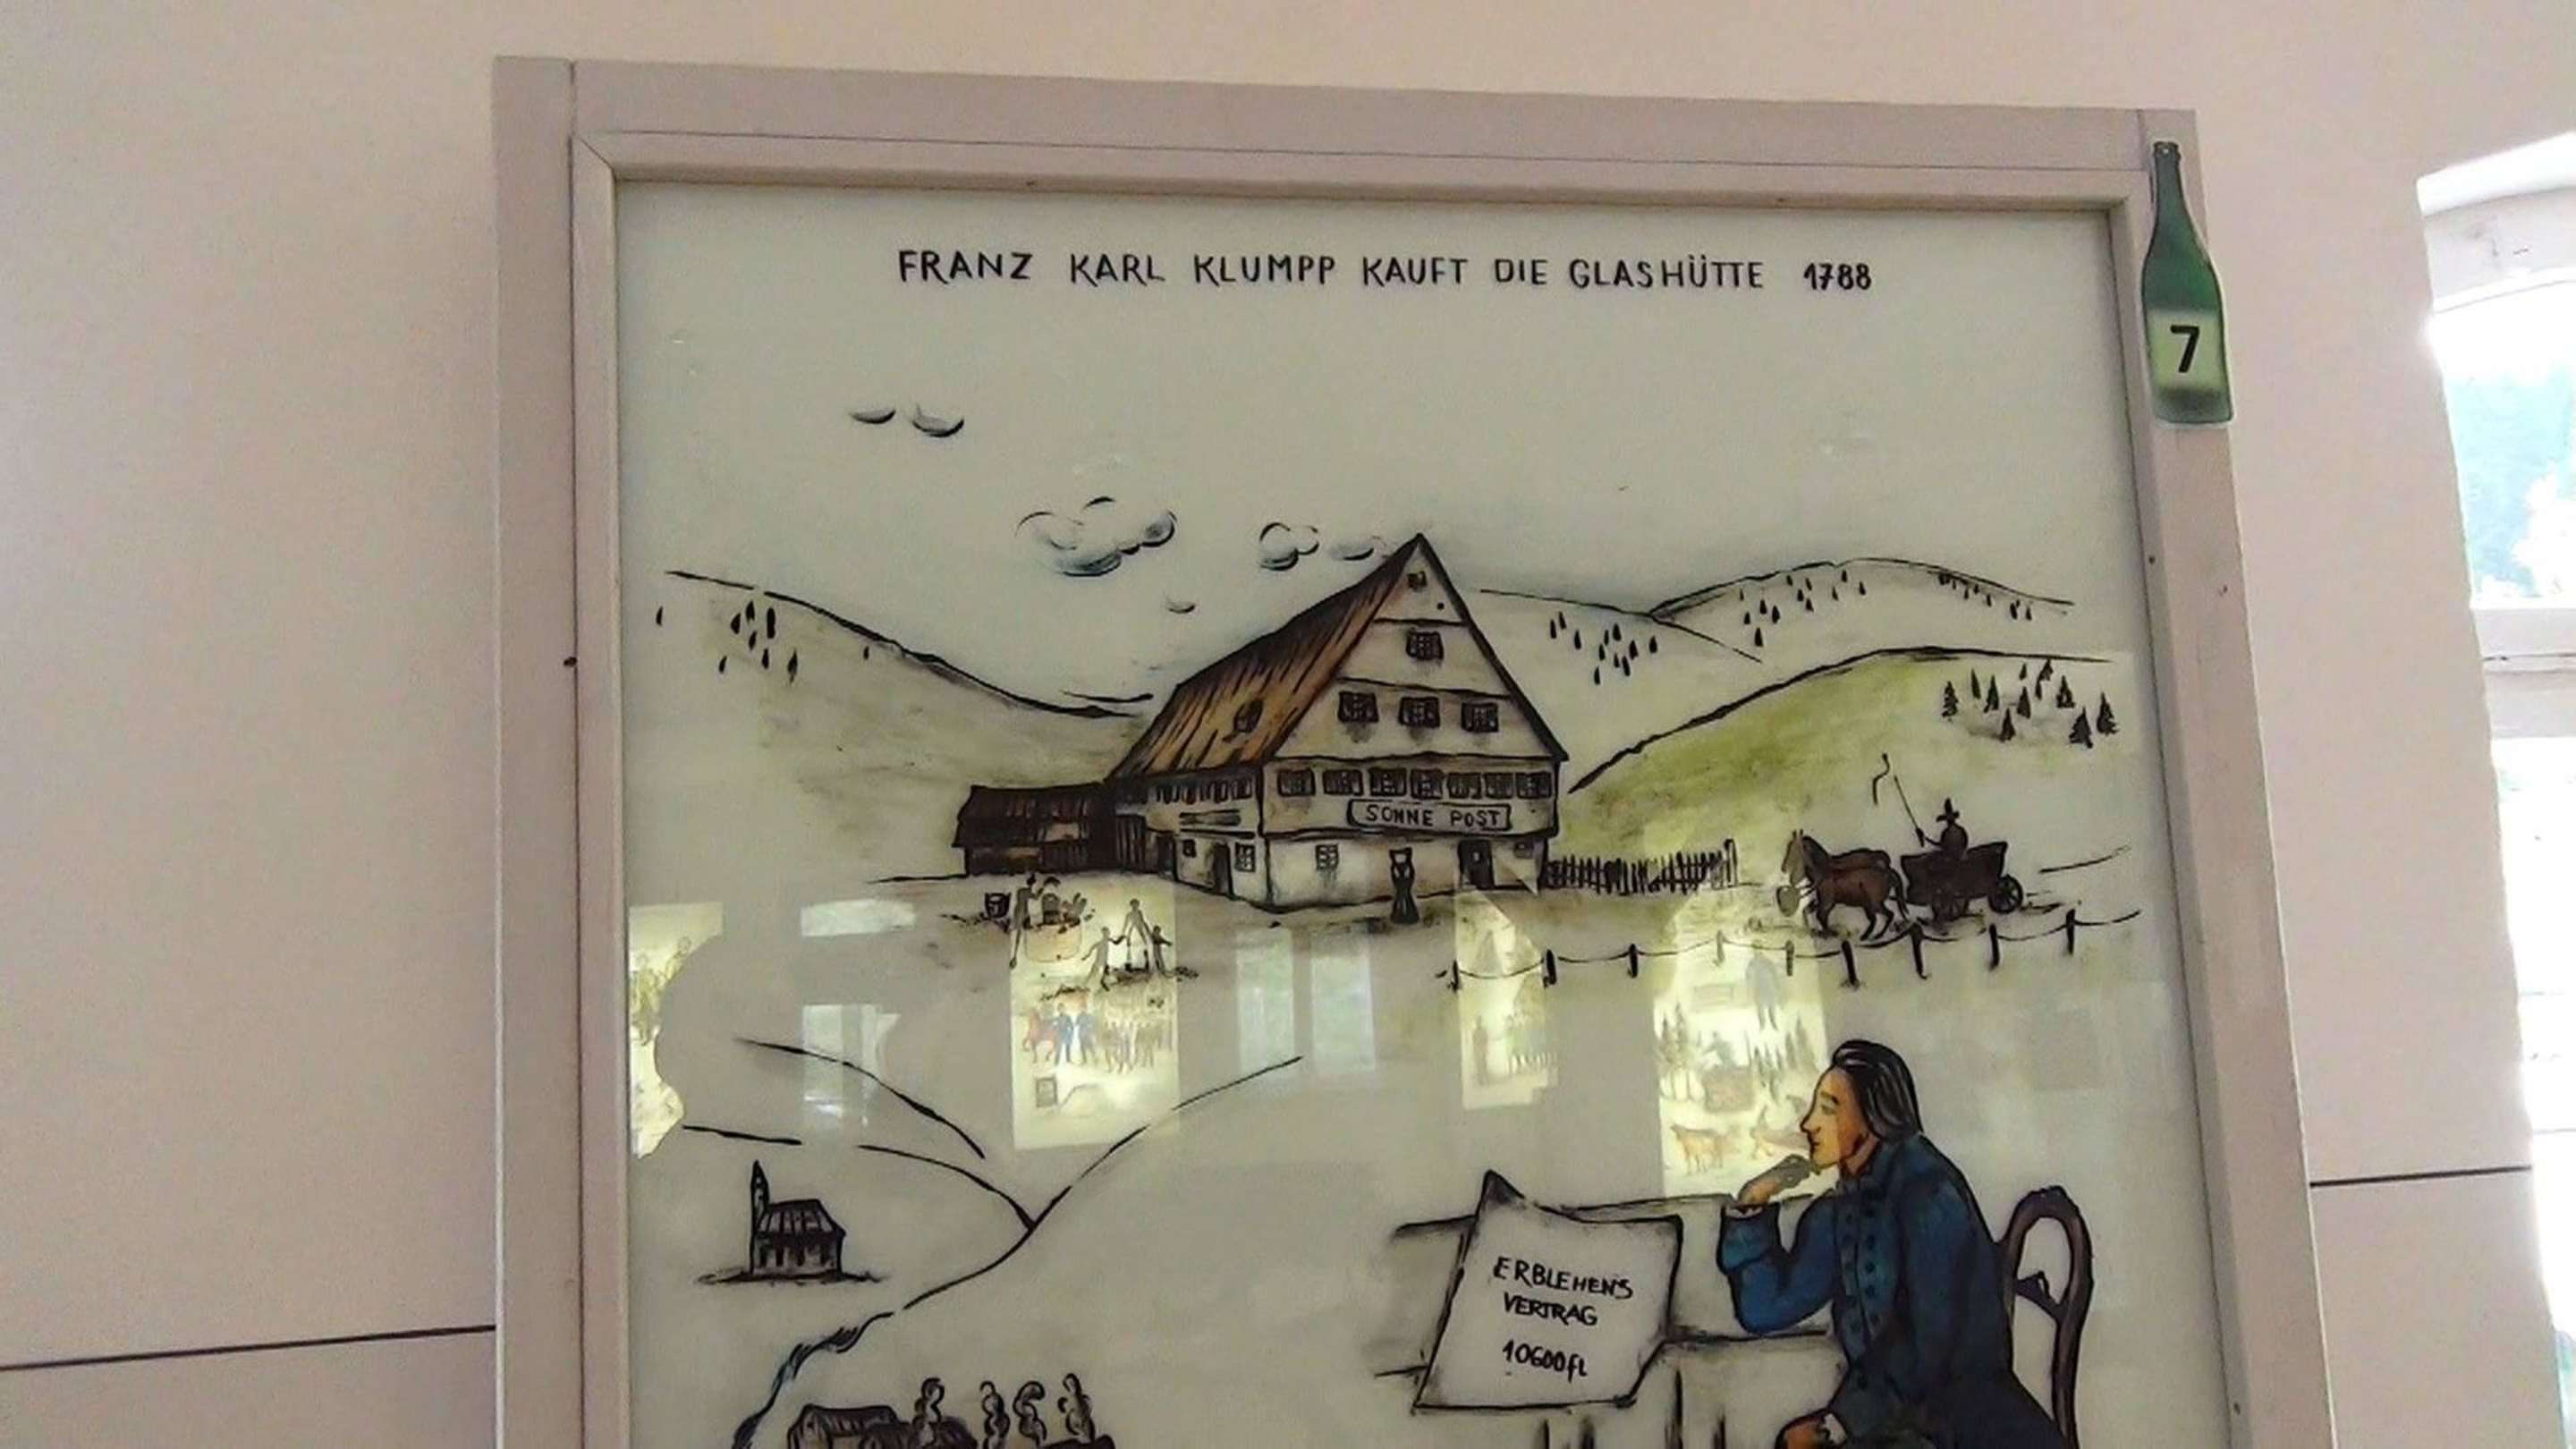 FRANZ KARL KLUMPP KAUFT DIE GLASHÜTTE 1788
7
SONNE POST
ERBLEHENS
VERTRAG
10600 fl